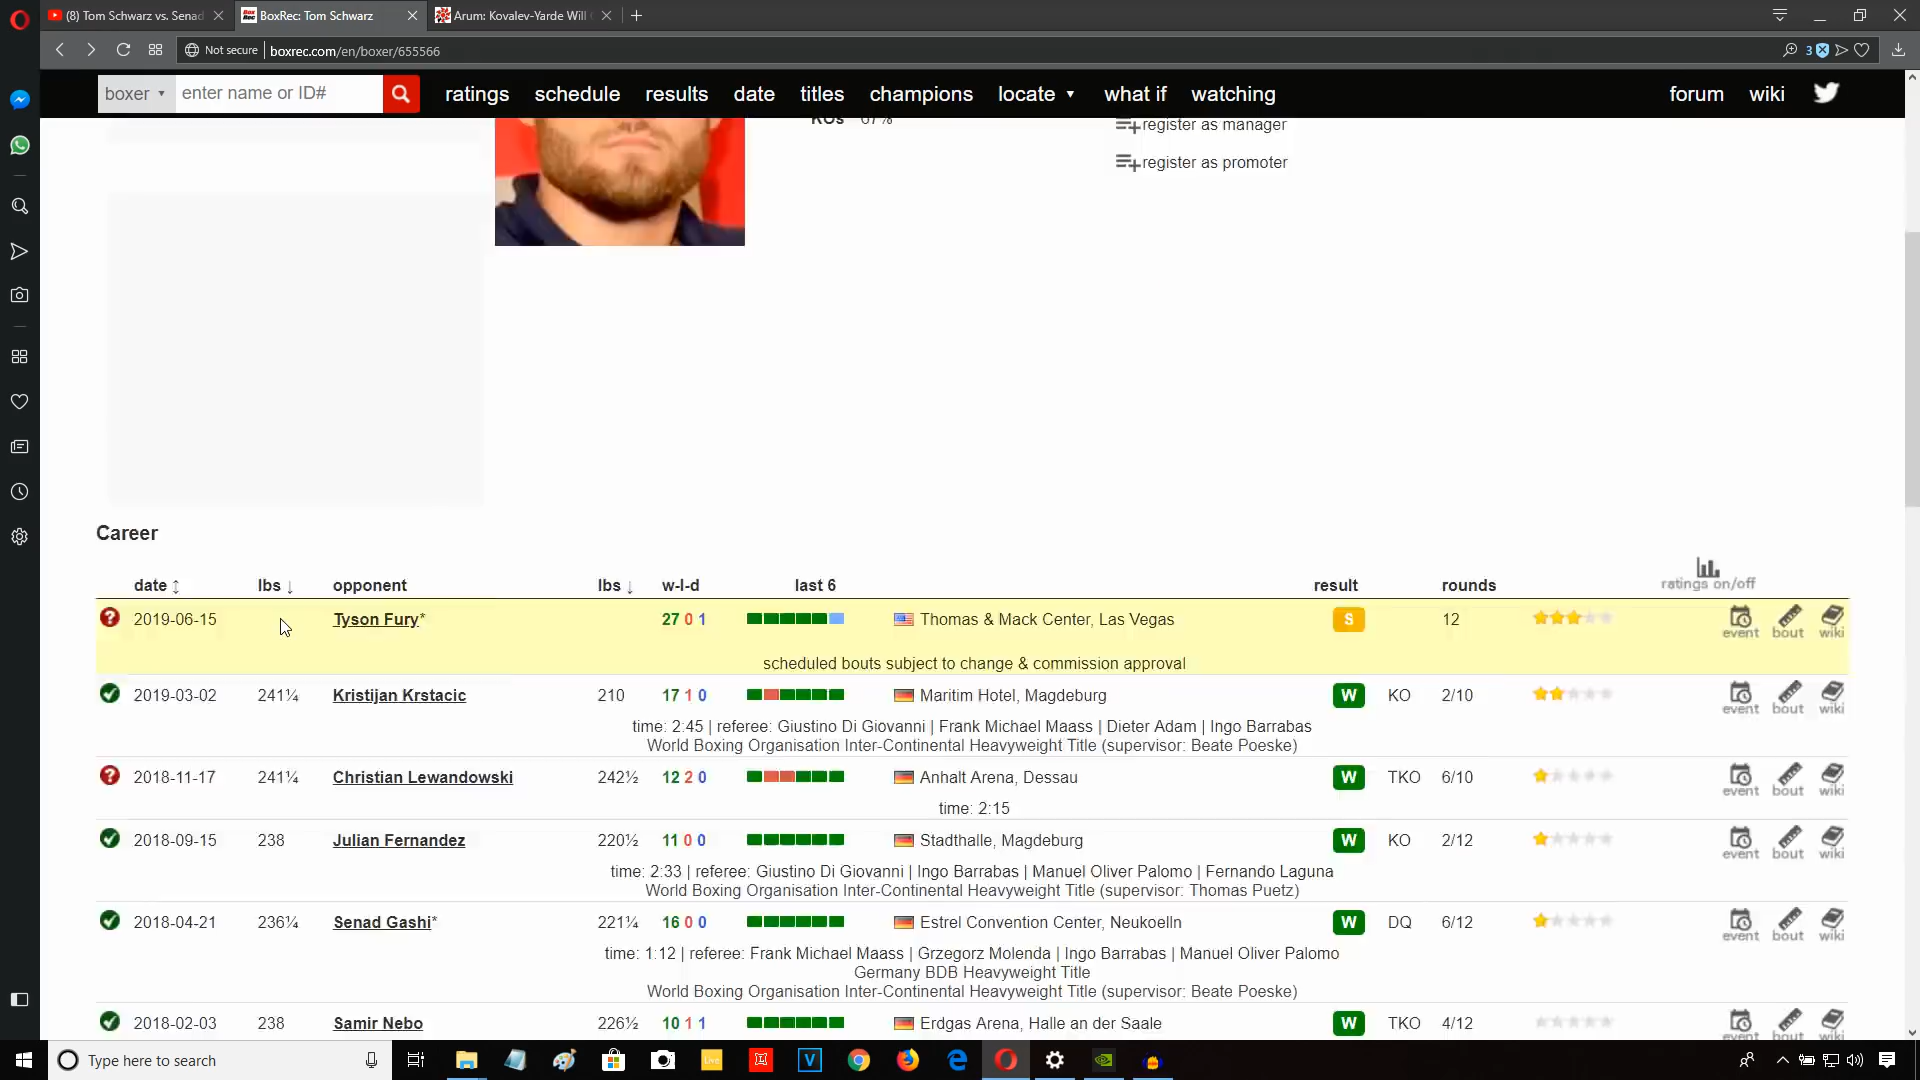 (8) Tom Schwarz vs. Senad
BoxRec: Tom Schwarz
Arum: Kovalev-Yarde Will
Not secure
boxrec.com/en/boxer/655566
3
boxer
enter name or ID#
ratings
schedule
results
date
titles
champions
locate
what if
watching
forum
wiki
KOs 67%
register as manager
register as promoter
Career
ratings on/off
date lbs opponent lbs w-l-d last 6 result rounds
2019-06-15 Tyson Fury* 27 0 1 Thomas & Mack Center, Las Vegas S 12 event bout wiki
scheduled bouts subject to change & commission approval
2019-03-02 241¼ Kristijan Krstacic 210 17 1 0 Maritim Hotel, Magdeburg W KO 2/10 event bout wiki
time: 2:45 | referee: Giustino Di Giovanni | Frank Michael Maass | Dieter Adam | Ingo Barrabas
World Boxing Organisation Inter-Continental Heavyweight Title (supervisor: Beate Poeske)
2018-11-17 241¼ Christian Lewandowski 242½ 12 2 0 Anhalt Arena, Dessau W TKO 6/10 event bout wiki
time: 2:15
2018-09-15 238 Julian Fernandez 220½ 11 0 0 Stadthalle, Magdeburg W KO 2/12 event bout wiki
time: 2:33 | referee: Giustino Di Giovanni | Ingo Barrabas | Manuel Oliver Palomo | Fernando Laguna
World Boxing Organisation Inter-Continental Heavyweight Title (supervisor: Thomas Puetz)
2018-04-21 236¼ Senad Gashi* 221¼ 16 0 0 Estrel Convention Center, Neukoelln W DQ 6/12 event bout wiki
time: 1:12 | referee: Frank Michael Maass | Grzegorz Molenda | Ingo Barrabas | Manuel Oliver Palomo
Germany BDB Heavyweight Title
World Boxing Organisation Inter-Continental Heavyweight Title (supervisor: Beate Poeske)
2018-02-03 238 Samir Nebo 226½ 10 1 1 Erdgas Arena, Halle an der Saale W TKO 4/12 event bout wiki
Type here to search